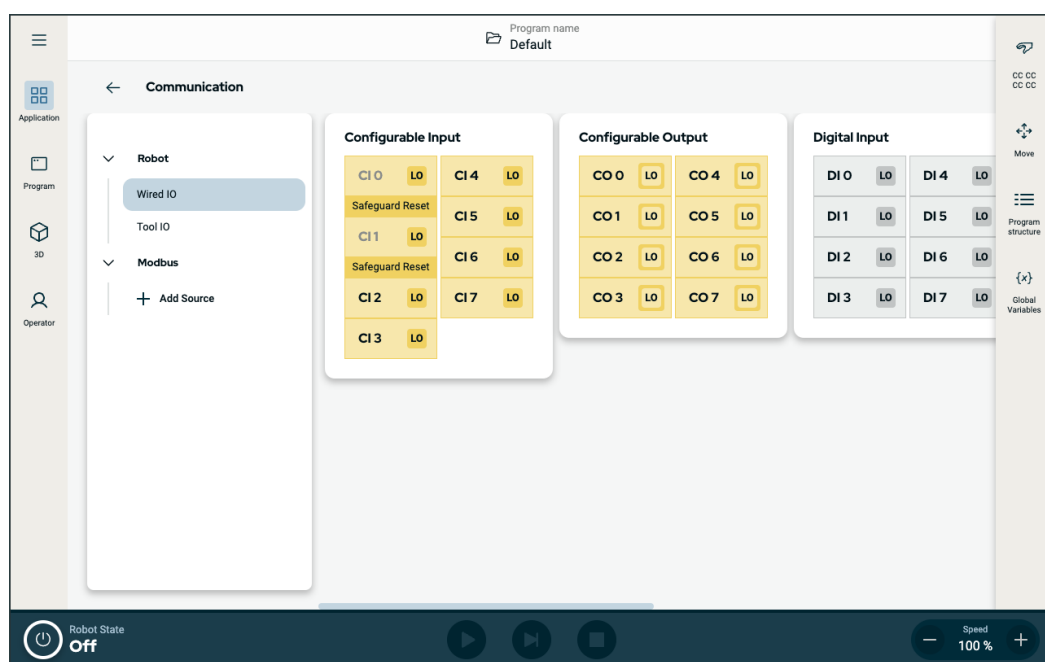 Program name
Default
Application
Program
3D
Operator
Communication
Robot
Wired IO
Tool IO
Modbus
Add Source
Configurable Input
CI 0 LO CI 4 LO
Safeguard Reset
CI 5 LO
CI 1 LO
CI 6 LO
Safeguard Reset
CI 2 LO CI 7 LO
CI 3 LO
Configurable Output
CO 0 LO CO 4 LO
CO 1 LO CO 5 LO
CO 2 LO CO 6 LO
CO 3 LO CO 7 LO
Digital Input
DI 0 LO DI 4 LO
DI 1 LO DI 5 LO
DI 2 LO DI 6 LO
DI 3 LO DI 7 LO
CC CC
CC CC
Move
Program
structure
{x}
Global
Variables
Robot State
Off
Speed
100 %